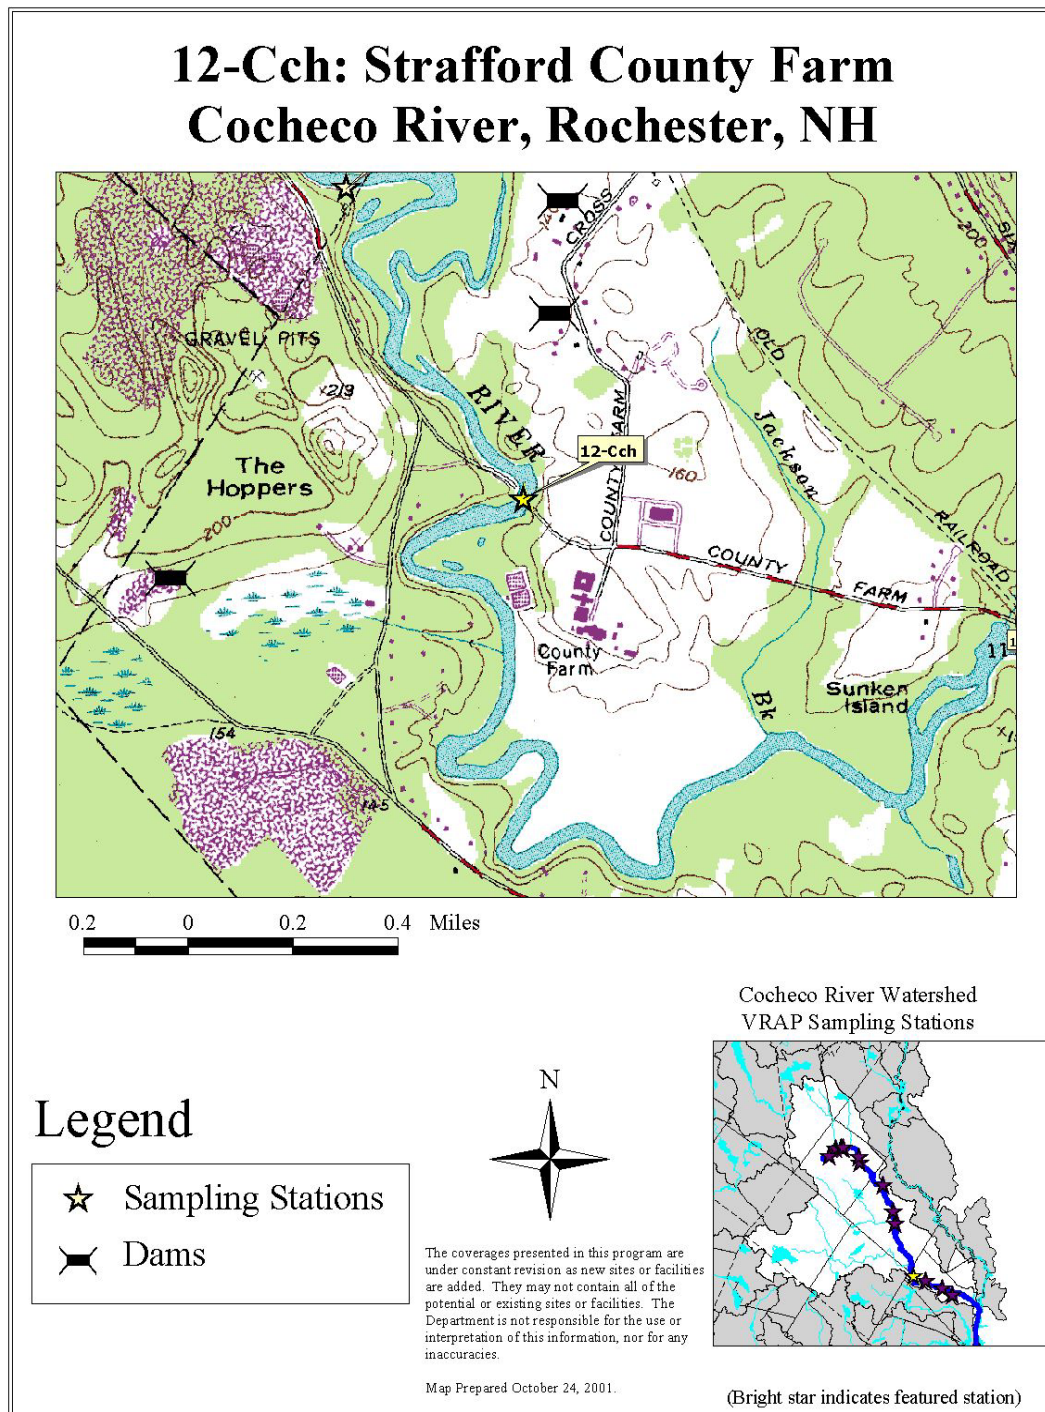 12-Cch: Strafford County Farm
Cocheco River, Rochester, NH
CROSS
200
GRAVEL PITS
x213
OLD
RIVER
COUNTY FARM
Jackson
12-Cch
160
The
Hoppers
200
RAILROAD
COUNTY
FARM
County
Farm
11
Sunken
Island
Bk
154
145
0.2 0 0.2 0.4 Miles
Cocheco River Watershed
VRAP Sampling Stations
N
Legend
Sampling Stations
Dams
The coverages presented in this program are
under constant revision as new sites or facilities
are added. They may not contain all of the
potential or existing sites or facilities. The
Department is not responsible for the use or
interpretation of this information, nor for any
inaccuracies.
Map Prepared October 24, 2001.
(Bright star indicates featured station)